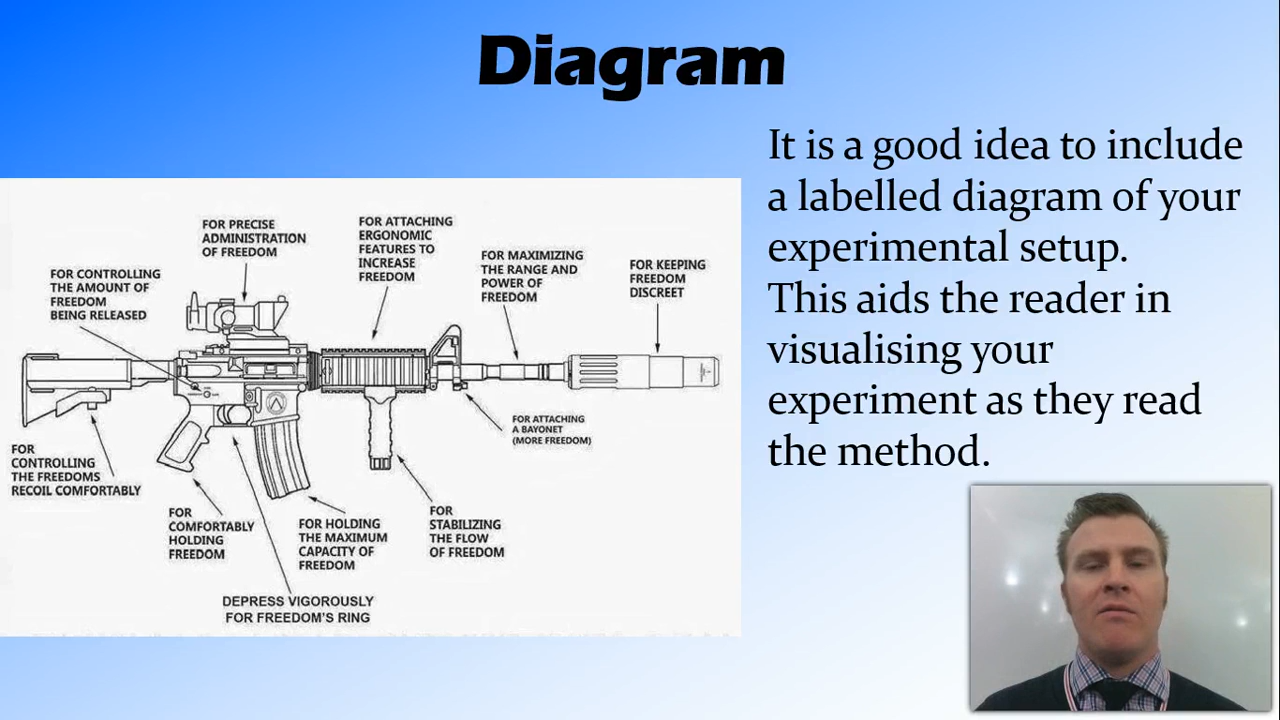 Diagram
It is a good idea to include
a labelled diagram of your
experimental setup.
This aids the reader in
visualising your
experiment as they read
the method.
FOR PRECISE
ADMINISTRATION
OF FREEDOM
FOR ATTACHING
ERGONOMIC
FEATURES TO
INCREASE
FREEDOM
FOR MAXIMIZING
THE RANGE AND
POWER OF
FREEDOM
FOR KEEPING
FREEDOM
DISCREET
FOR CONTROLLING
THE AMOUNT OF
FREEDOM
BEING RELEASED
FOR ATTACHING
A BAYONET
(MORE FREEDOM)
FOR
CONTROLLING
THE FREEDOMS
RECOIL COMFORTABLY
FOR
COMFORTABLY
HOLDING
FREEDOM
FOR HOLDING
THE MAXIMUM
CAPACITY OF
FREEDOM
FOR
STABILIZING
THE FLOW
OF FREEDOM
DEPRESS VIGOROUSLY
FOR FREEDOM'S RING